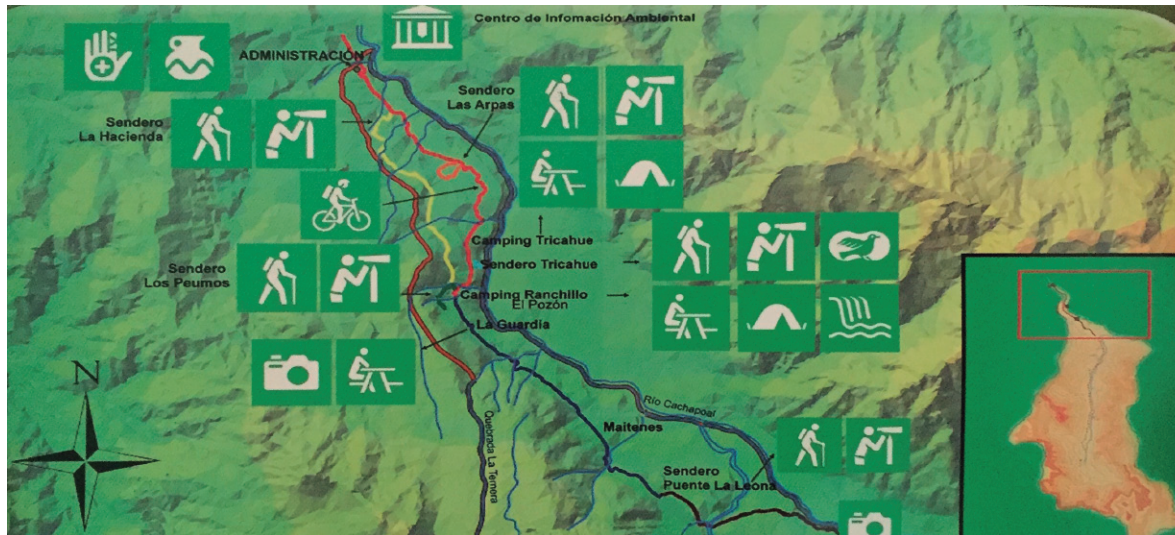 Centro de Infomación Ambiental
ADMINISTRACIÓN
Sendero
Las Arpas
Sendero
La Hacienda
Camping Tricahue
Sendero Tricahue
Sendero
Los Peumos
Camping Ranchillo
El Pozón
La Guardia
N
Río Cachapoal
Quebrada La Ternera
Maitenes
Sendero
Puente La Leona